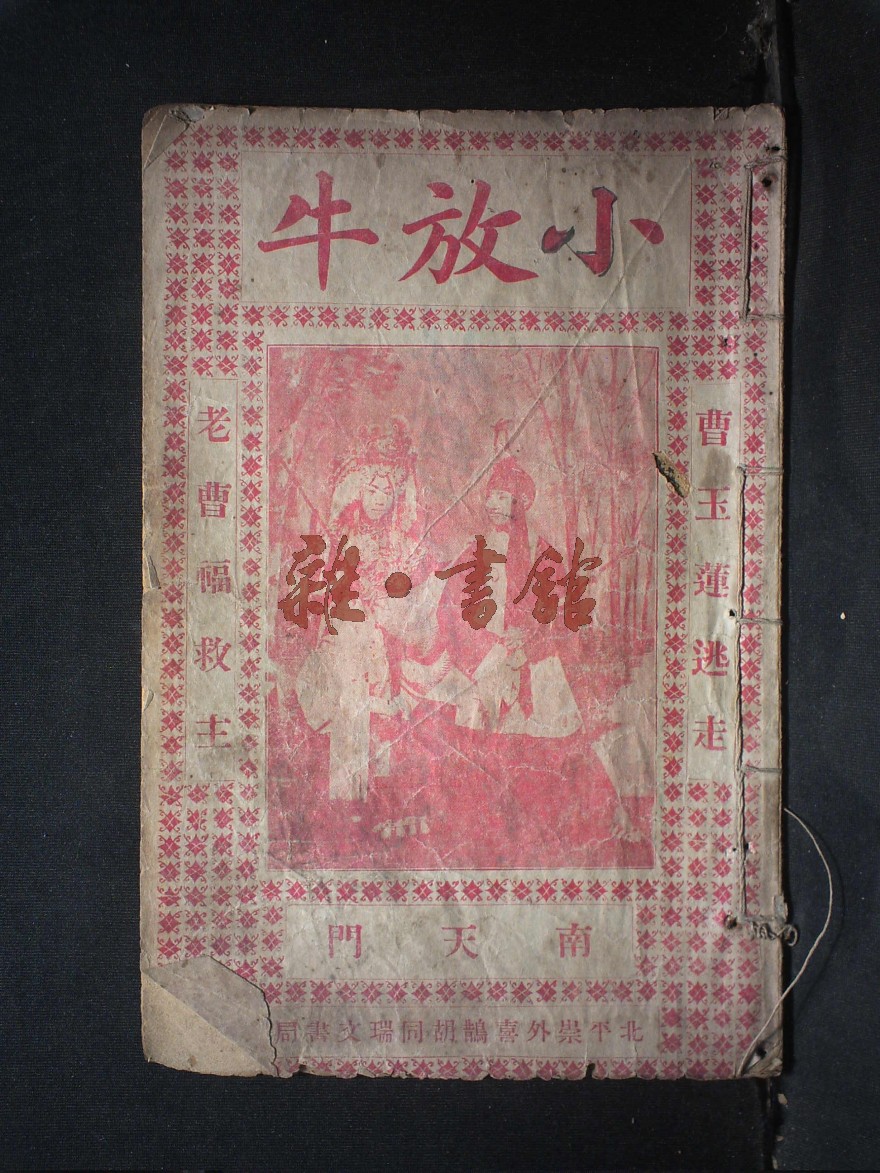 小放牛
曹玉蓮逃走
老曹福救主
雜·書館
南天門
北平崇外喜鵲胡同瑞文書局